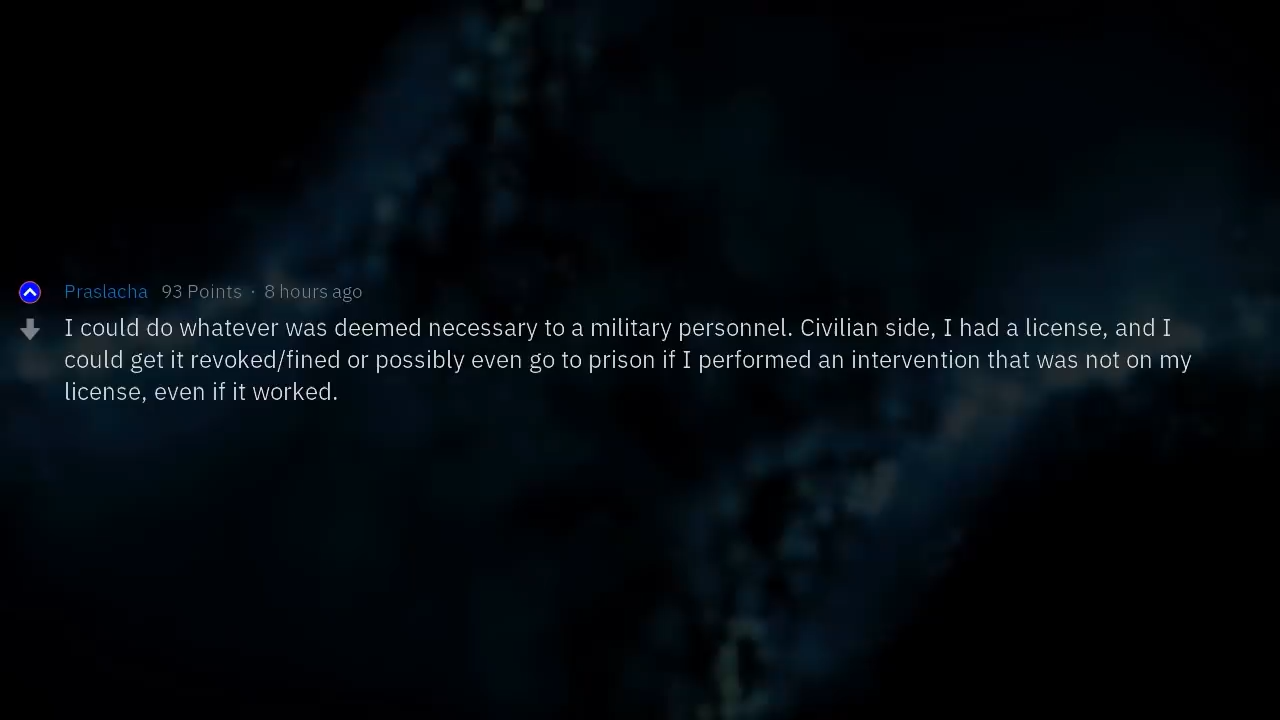 Praslacha 93 Points · 8 hours ago
I could do whatever was deemed necessary to a military personnel. Civilian side, I had a license, and I
could get it revoked/fined or possibly even go to prison if I performed an intervention that was not on my
license, even if it worked.